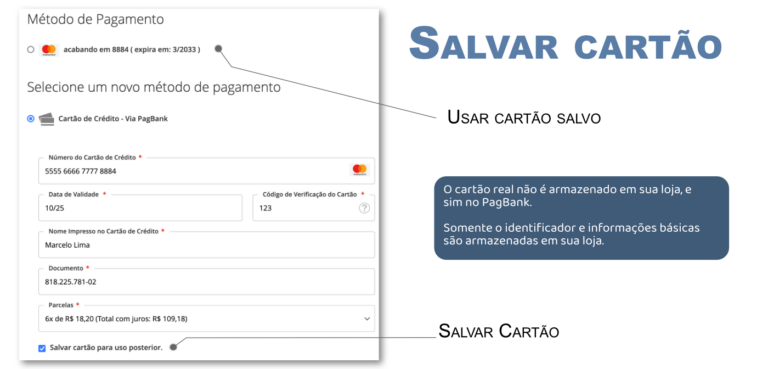 Método de Pagamento
acabando em 8884 ( expira em: 3/2033 )
Selecione um novo método de pagamento
Cartão de Crédito - Via PagBank
Número do Cartão de Crédito *
5555 6666 7777 8884
Data de Validade *
10/25
Código de Verificação do Cartão *
123
?
Nome Impresso no Cartão de Crédito *
Marcelo Lima
Documento *
818.225.781-02
Parcelas *
6x de R$ 18,20 (Total com juros: R$ 109,18)
Salvar cartão para uso posterior.
SALVAR CARTÃO
USAR CARTÃO SALVO
O cartão real não é armazenado em sua loja, e
sim no PagBank.
Somente o identificador e informações básicas
são armazenadas em sua loja.
SALVAR CARTÃO